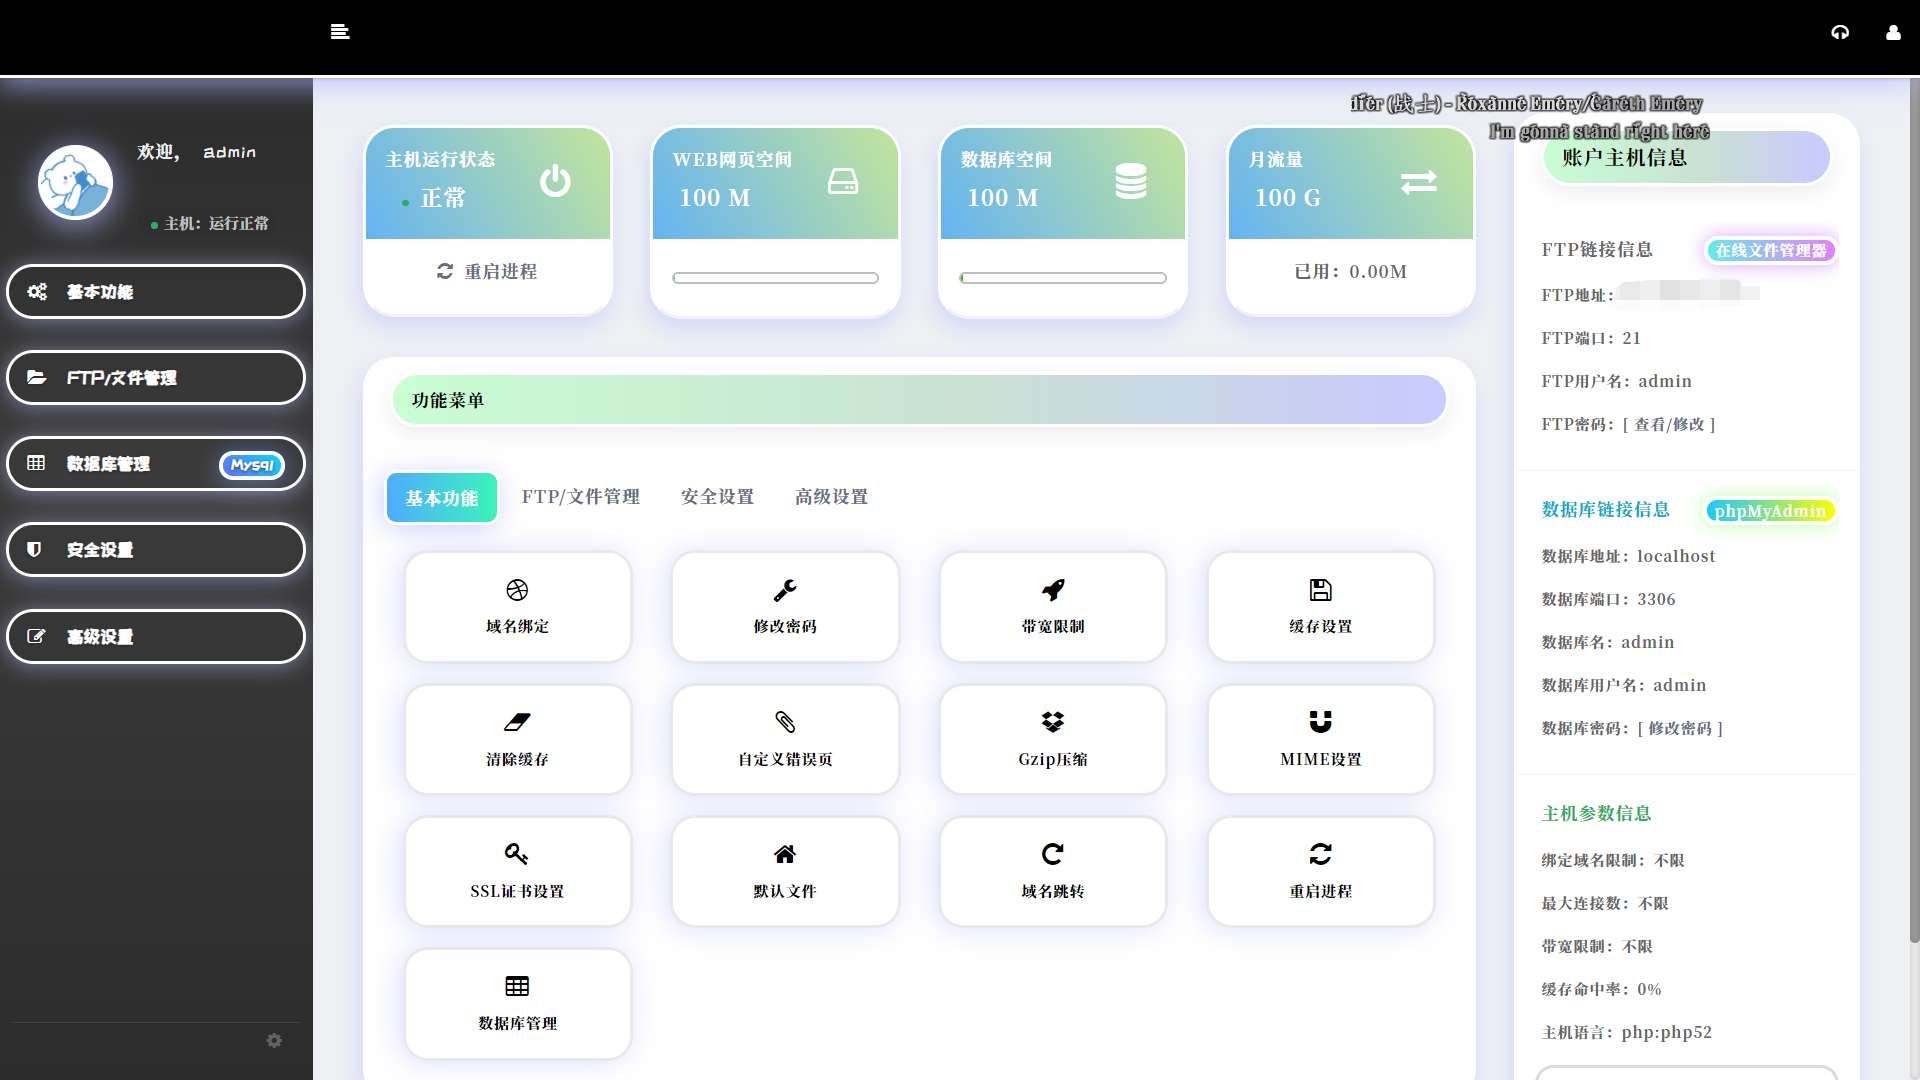 欢迎， admin
主机：运行正常
基本功能
FTP/文件管理
数据库管理 Mysql
安全设置
高级设置
主机运行状态
正常
重启进程
WEB网页空间
100 M
数据库空间
100 M
月流量
100 G
已用：0.00M
功能菜单
基本功能 FTP/文件管理 安全设置 高级设置
域名绑定 修改密码 带宽限制 缓存设置
清除缓存 自定义错误页 Gzip压缩 MIME设置
SSL证书设置 默认文件 域名跳转 重启进程
数据库管理
(战士) - Roxanne Emery/Gareth Emery
I'm gonna stand right here
账户主机信息
FTP链接信息 在线文件管理器
FTP地址：
FTP端口：21
FTP用户名：admin
FTP密码：[ 查看/修改 ]
数据库链接信息 phpMyAdmin
数据库地址：localhost
数据库端口：3306
数据库名：admin
数据库用户名：admin
数据库密码：[ 修改密码 ]
主机参数信息
绑定域名限制：不限
最大连接数：不限
带宽限制：不限
缓存命中率：0%
主机语言：php:php52